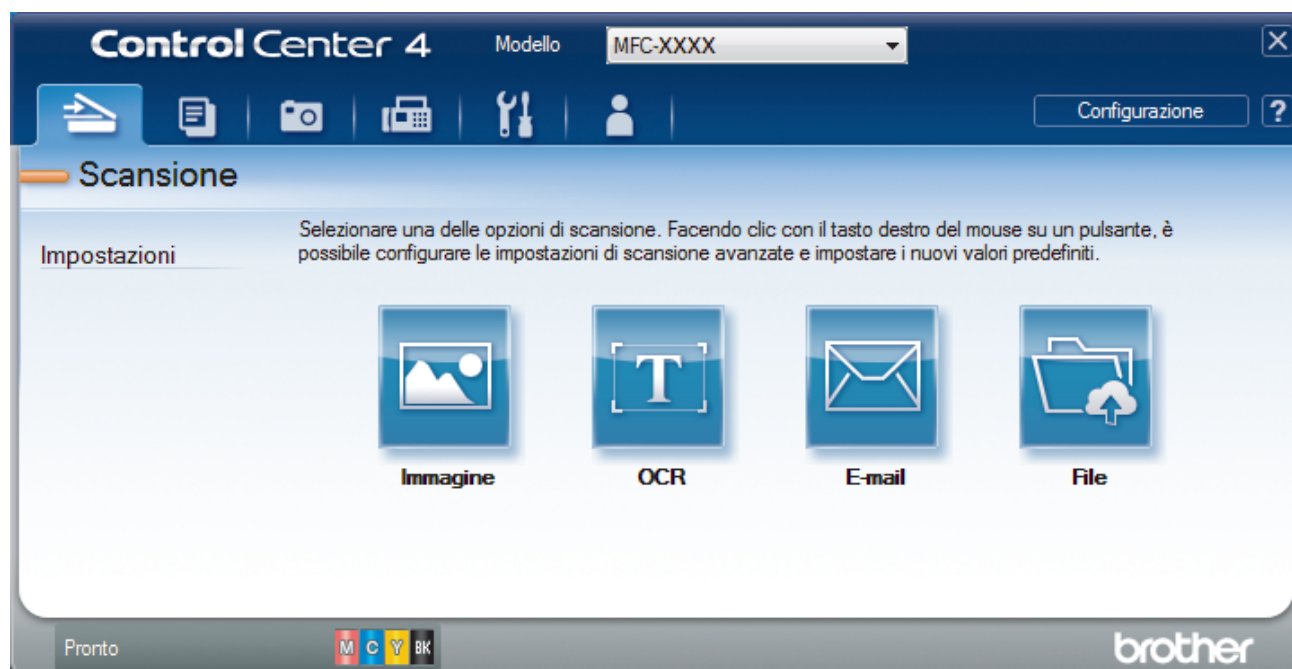 Control Center 4
Modello
MFC-XXXX
Configurazione
?
Scansione
Impostazioni
Selezionare una delle opzioni di scansione. Facendo clic con il tasto destro del mouse su un pulsante, è
possibile configurare le impostazioni di scansione avanzate e impostare i nuovi valori predefiniti.
T
Immagine
OCR
E-mail
File
Pronto
M C Y BK
brother